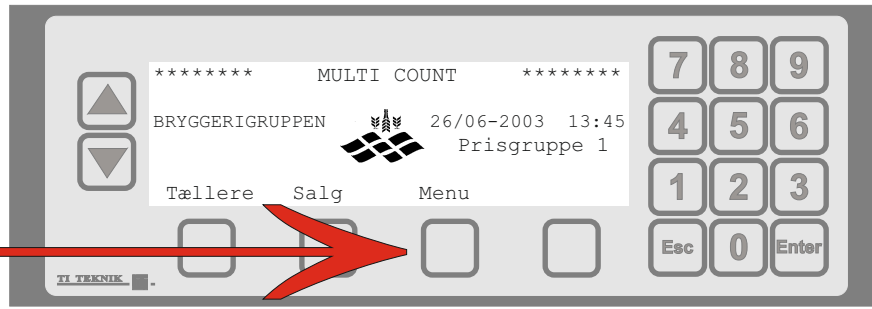 ******** MULTI COUNT ********
BRYGGERIGRUPPEN 26/06-2003 13:45
Prisgruppe 1
Tællere Salg Menu
7 8 9
4 5 6
1 2 3
Esc 0 Enter
TI TEKNIK